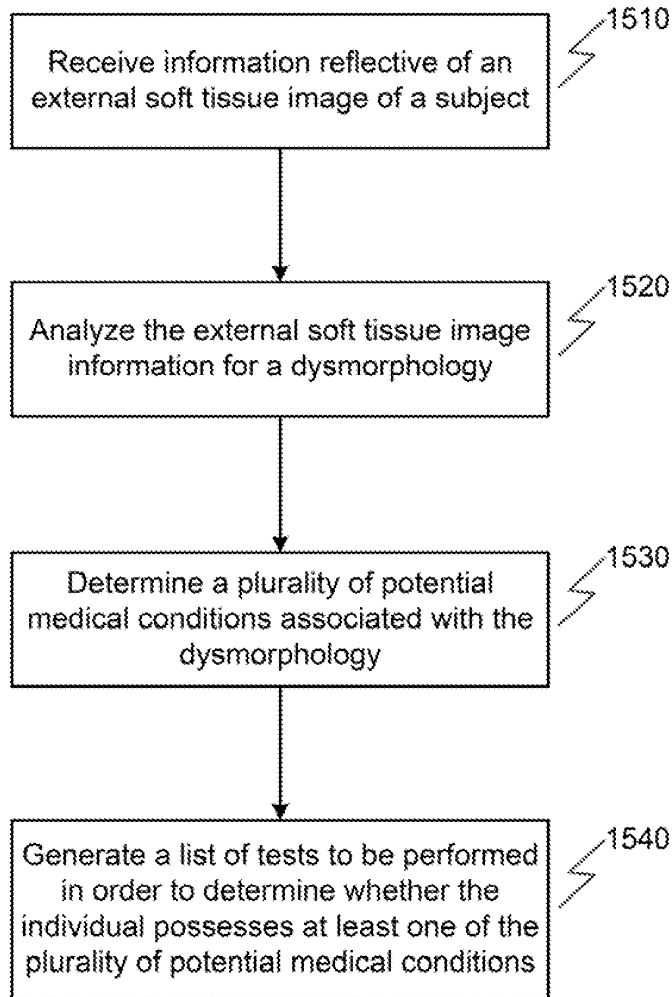 1510
Receive information reflective of an
external soft tissue image of a subject
1520
Analyze the external soft tissue image
information for a dysmorphology
1530
Determine a plurality of potential
medical conditions associated with the
dysmorphology
1540
Generate a list of tests to be performed
in order to determine whether the
individual possesses at least one of the
plurality of potential medical conditions